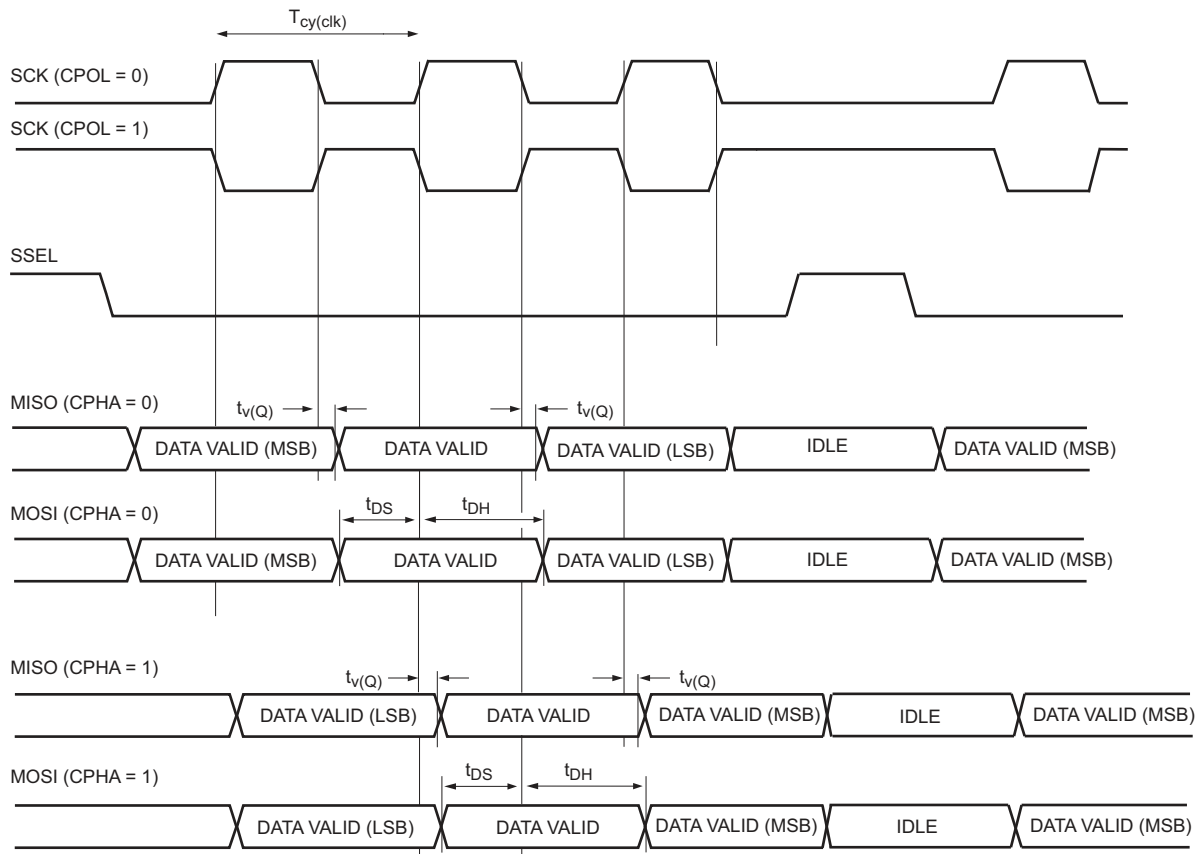 Tcy(clk)
SCK (CPOL = 0)
SCK (CPOL = 1)
SSEL
MISO (CPHA = 0)
tv(Q) tv(Q)
DATA VALID (MSB) DATA VALID DATA VALID (LSB) IDLE DATA VALID (MSB)
MOSI (CPHA = 0)
tDS tDH
DATA VALID (MSB) DATA VALID DATA VALID (LSB) IDLE DATA VALID (MSB)
MISO (CPHA = 1)
tv(Q) tv(Q)
DATA VALID (LSB) DATA VALID DATA VALID (MSB) IDLE DATA VALID (MSB)
MOSI (CPHA = 1)
tDS tDH
DATA VALID (LSB) DATA VALID DATA VALID (MSB) IDLE DATA VALID (MSB)